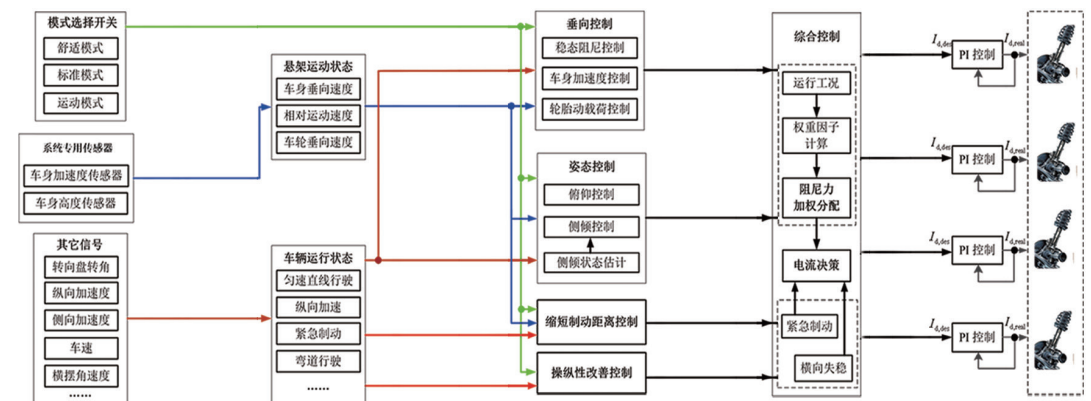 模式选择开关
舒适模式
标准模式
运动模式
系统专用传感器
车身加速度传感器
车身高度传感器
其它信号
转向盘转角
纵向加速度
侧向加速度
车速
横摆角速度
……
悬架运动状态
车身垂向速度
相对运动速度
车轮垂向速度
车辆运行状态
匀速直线行驶
纵向加速
紧急制动
弯道行驶
……
垂向控制
稳态阻尼控制
车身加速度控制
轮胎动载荷控制
姿态控制
俯仰控制
侧倾控制
侧倾状态估计
缩短制动距离控制
操纵性改善控制
综合控制
运行工况
权重因子
计算
阻尼力
加权分配
电流决策
紧急制动
横向失稳
I_{d,des}
PI 控制
I_{d,real}
I_{d,des}
PI 控制
I_{d,real}
I_{d,des}
PI 控制
I_{d,real}
I_{d,des}
PI 控制
I_{d,real}